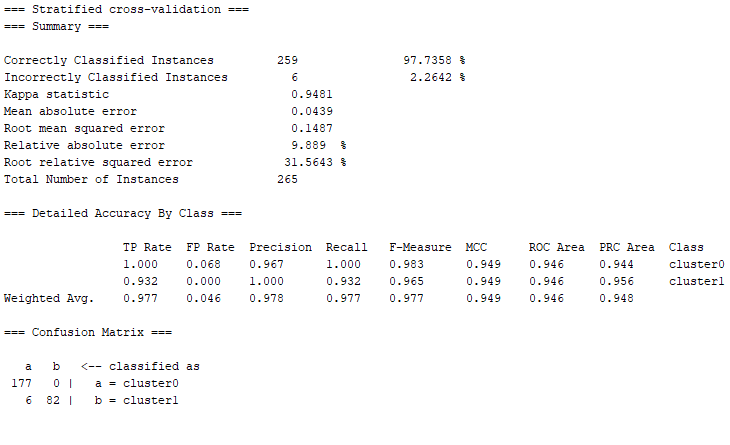 === Stratified cross-validation ===
=== Summary ===
Correctly Classified Instances 259 97.7358 %
Incorrectly Classified Instances 6 2.2642 %
Kappa statistic 0.9481
Mean absolute error 0.0439
Root mean squared error 0.1487
Relative absolute error 9.889 %
Root relative squared error 31.5643 %
Total Number of Instances 265
=== Detailed Accuracy By Class ===
TP Rate FP Rate Precision Recall F-Measure MCC ROC Area PRC Area Class
1.000 0.068 0.967 1.000 0.983 0.949 0.946 0.944 cluster0
0.932 0.000 1.000 0.932 0.965 0.949 0.946 0.956 cluster1
Weighted Avg. 0.977 0.046 0.978 0.977 0.977 0.949 0.946 0.948
=== Confusion Matrix ===
a b <-- classified as
177 0 | a = cluster0
6 82 | b = cluster1